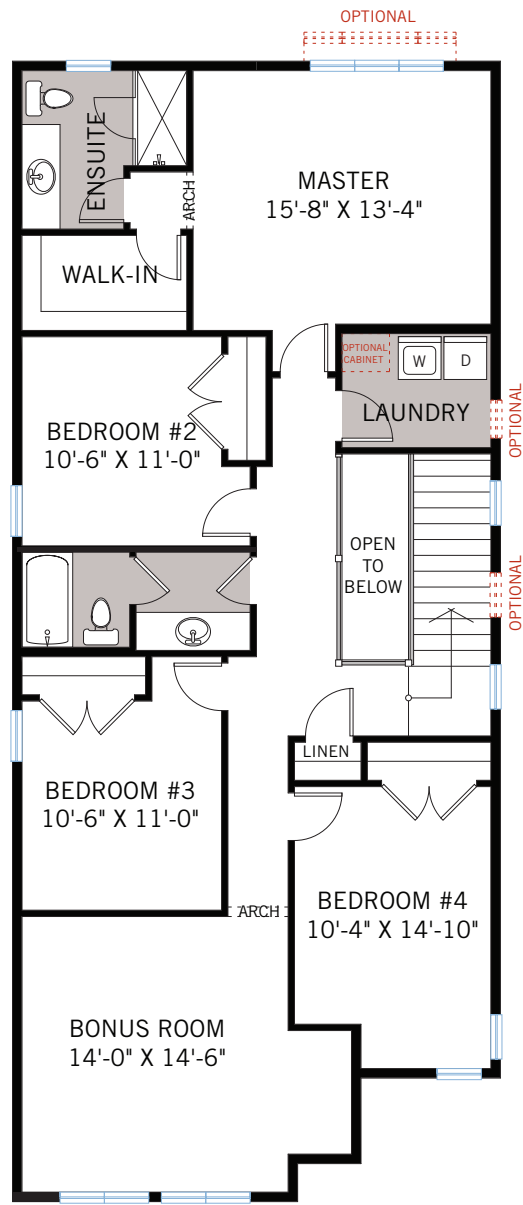 OPTIONAL
ENSUITE
ARCH
MASTER
15'-8" X 13'-4"
WALK-IN
OPTIONAL
CABINET
W
D
LAUNDRY
OPTIONAL
BEDROOM #2
10'-6" X 11'-0"
OPEN
TO
BELOW
OPTIONAL
LINEN
BEDROOM #3
10'-6" X 11'-0"
BEDROOM #4
10'-4" X 14'-10"
ARCH
BONUS ROOM
14'-0" X 14'-6"